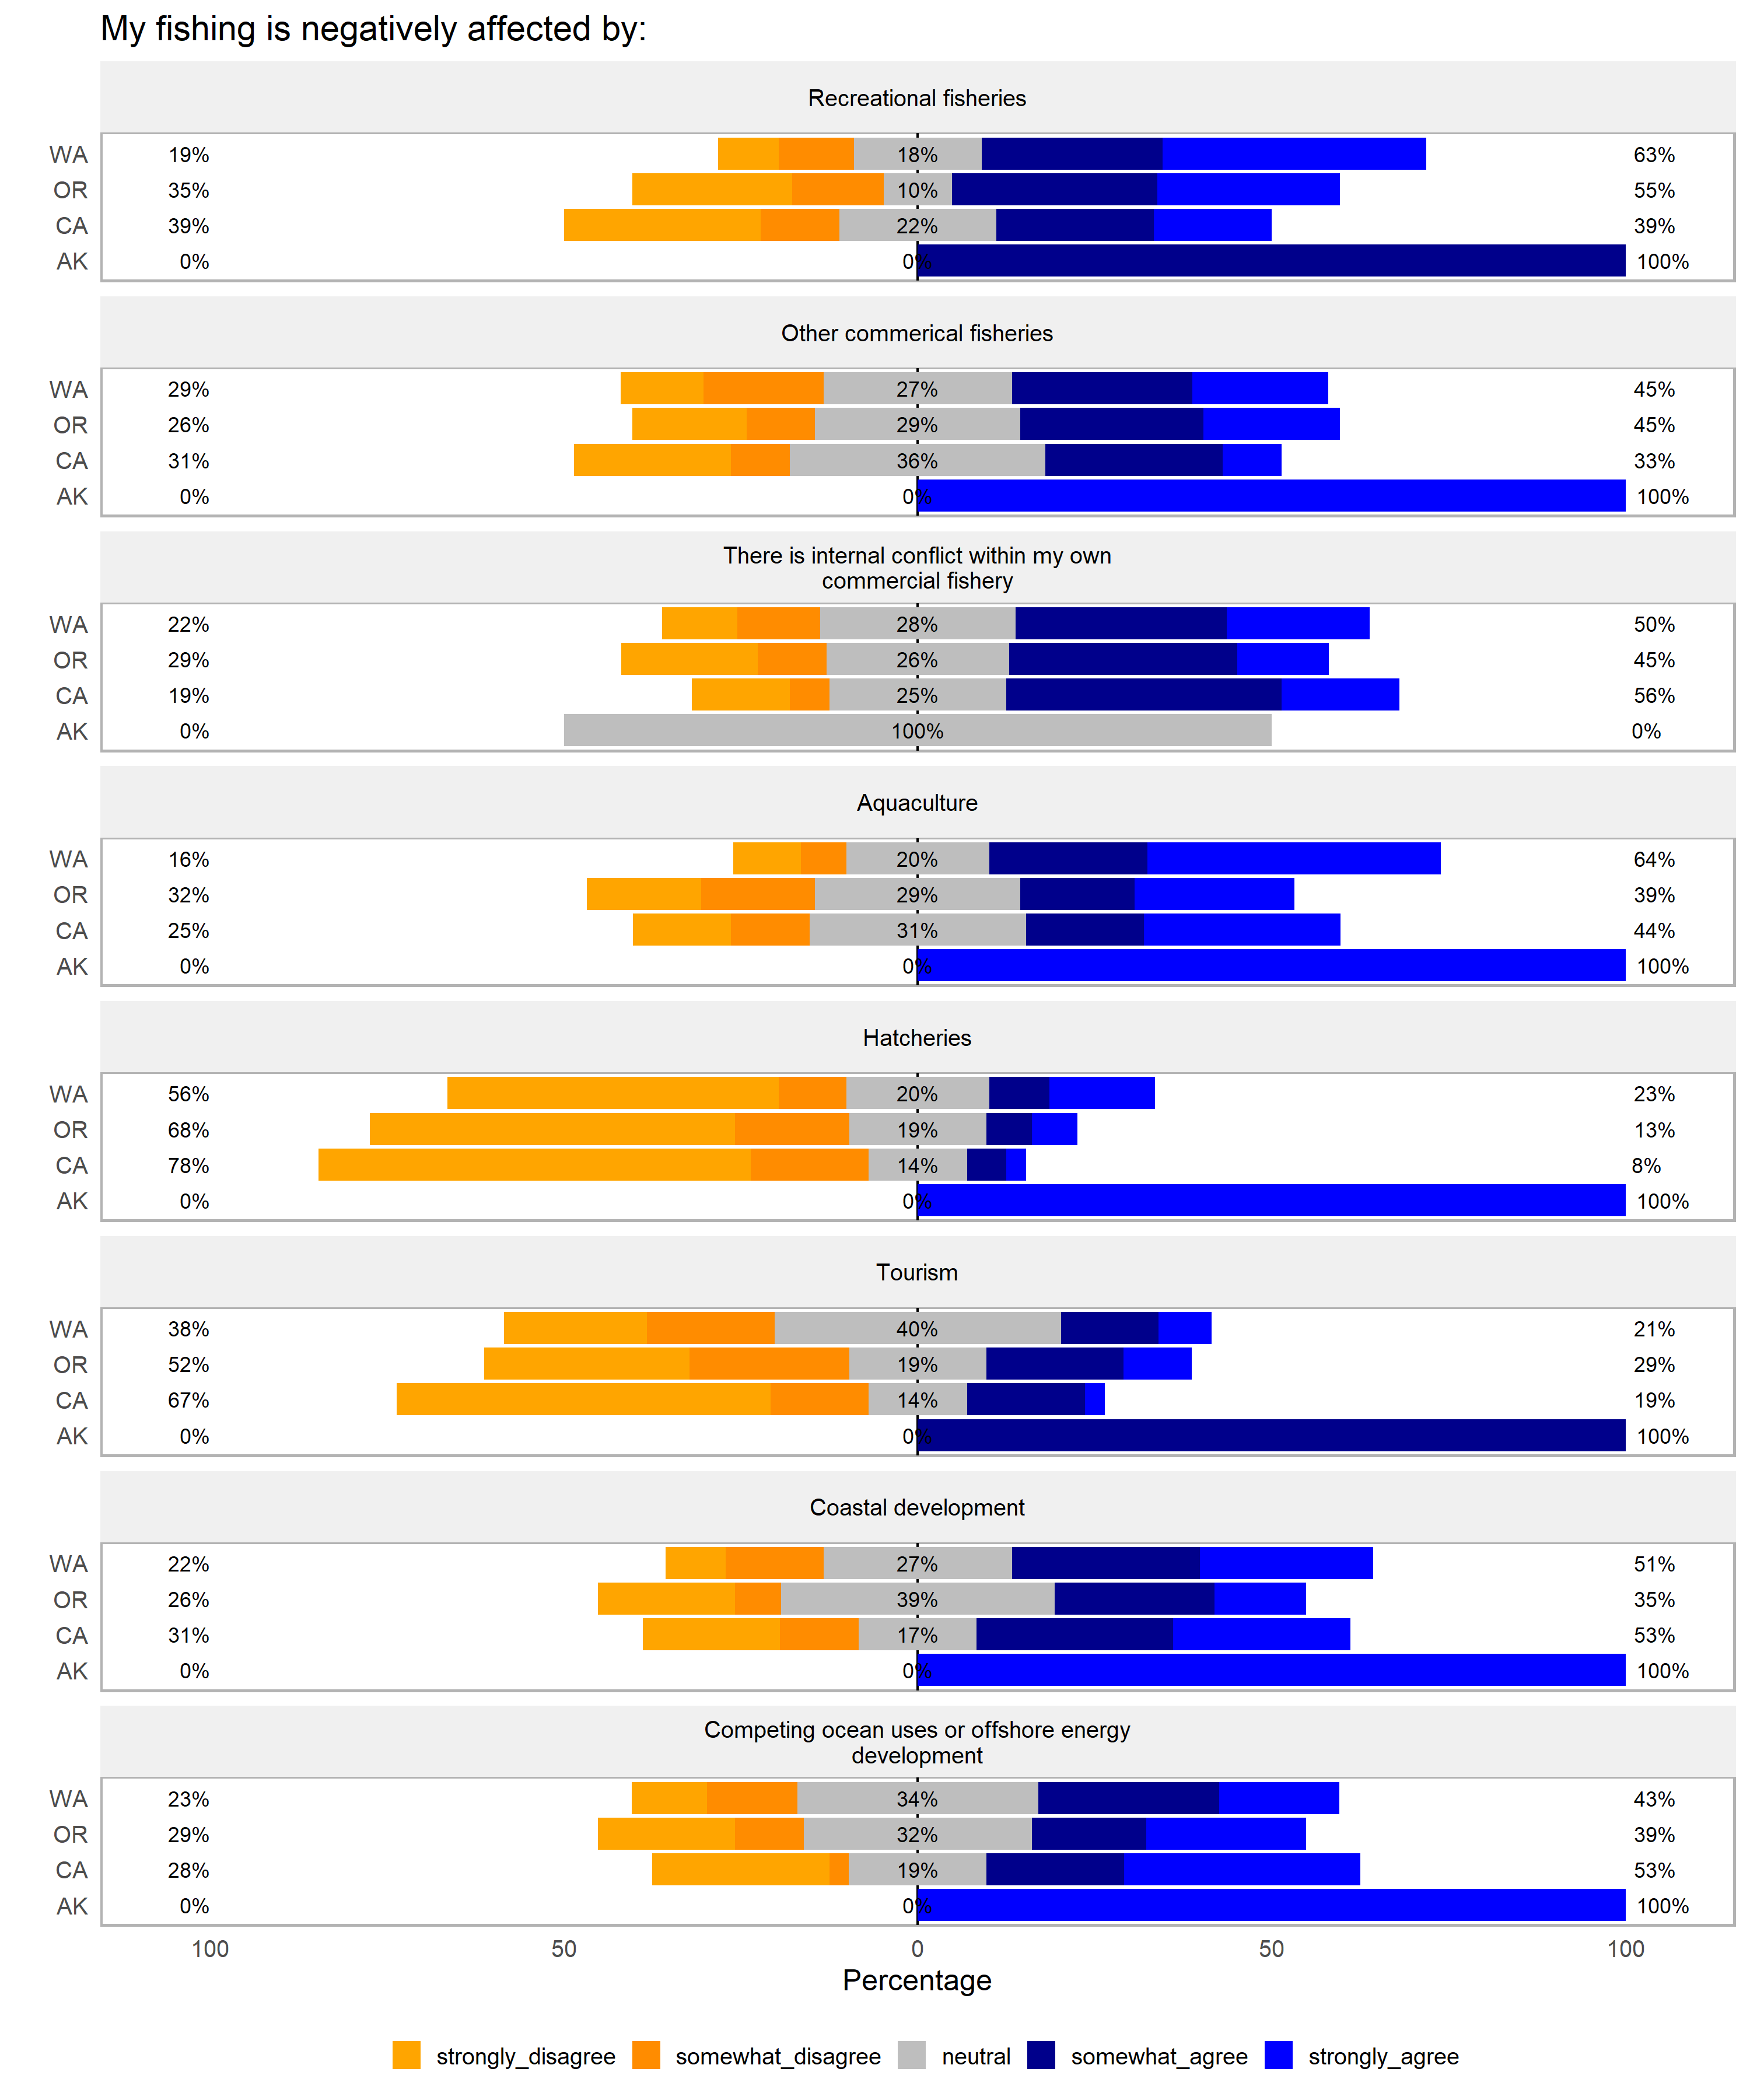 My fishing is negatively affected by:
Recreational fisheries
WA 19% 18% 63%
OR 35% 10% 55%
CA 39% 22% 39%
AK 0% 0% 100%
Other commerical fisheries
WA 29% 27% 45%
OR 26% 29% 45%
CA 31% 36% 33%
AK 0% 0% 100%
There is internal conflict within my own
commercial fishery
WA 22% 28% 50%
OR 29% 26% 45%
CA 19% 25% 56%
AK 0% 100% 0%
Aquaculture
WA 16% 20% 64%
OR 32% 29% 39%
CA 25% 31% 44%
AK 0% 0% 100%
Hatcheries
WA 56% 20% 23%
OR 68% 19% 13%
CA 78% 14% 8%
AK 0% 0% 100%
Tourism
WA 38% 40% 21%
OR 52% 19% 29%
CA 67% 14% 19%
AK 0% 0% 100%
Coastal development
WA 22% 27% 51%
OR 26% 39% 35%
CA 31% 17% 53%
AK 0% 0% 100%
Competing ocean uses or offshore energy
development
WA 23% 34% 43%
OR 29% 32% 39%
CA 28% 19% 53%
AK 0% 0% 100%
100 50 0 50 100
Percentage
strongly_disagree somewhat_disagree neutral somewhat_agree strongly_agree